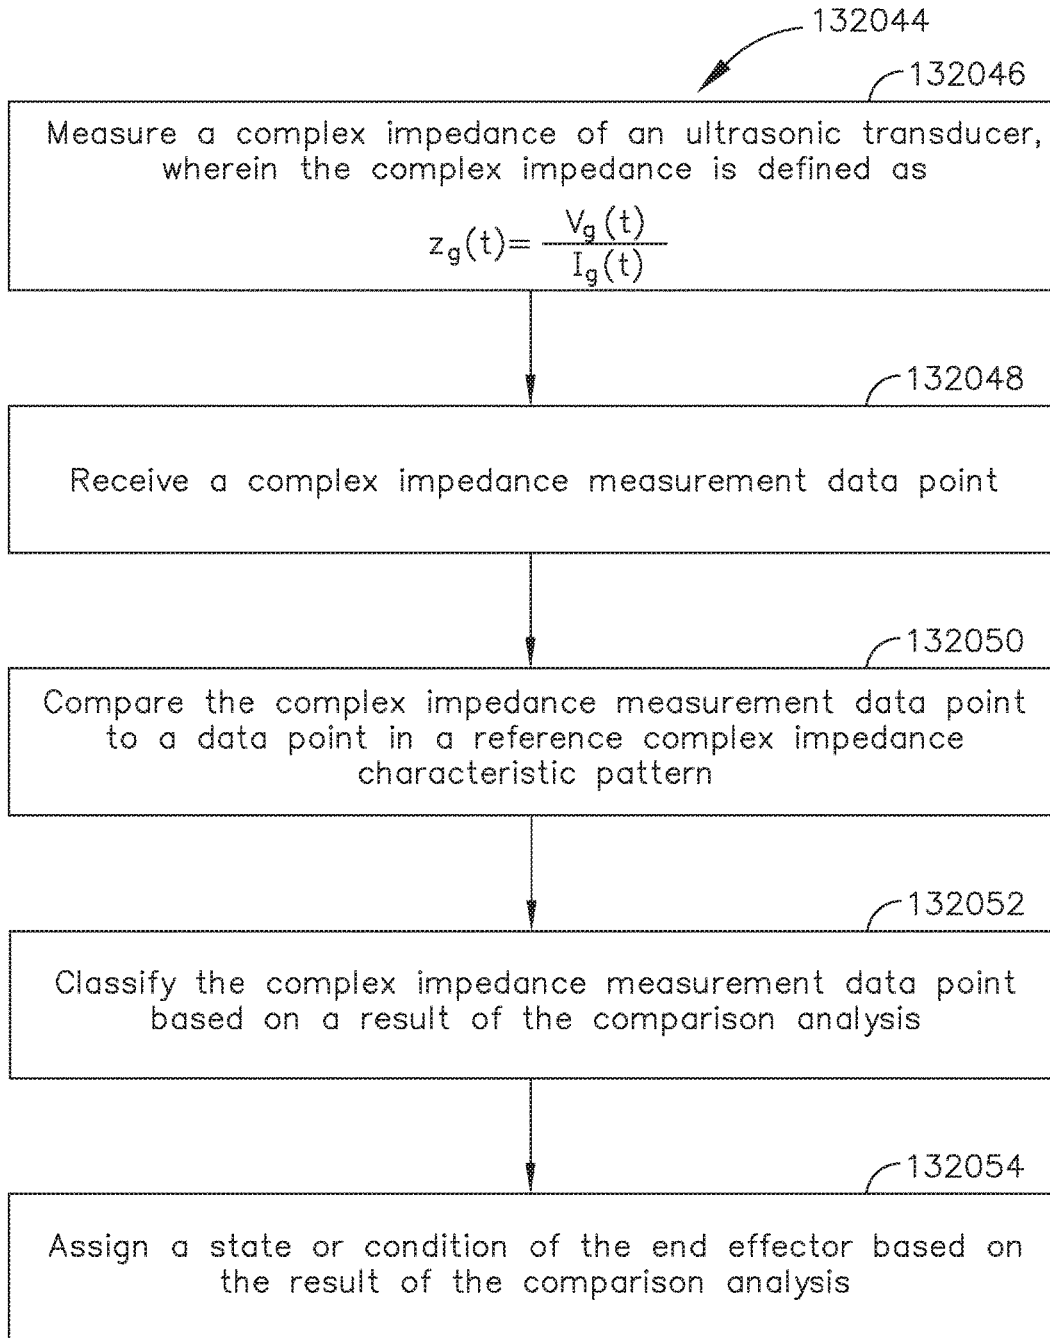 132044
132046
Measure a complex impedance of an ultrasonic transducer,
wherein the complex impedance is defined as
z_g(t)= V_g(t) / I_g(t)
132048
Receive a complex impedance measurement data point
132050
Compare the complex impedance measurement data point
to a data point in a reference complex impedance
characteristic pattern
132052
Classify the complex impedance measurement data point
based on a result of the comparison analysis
132054
Assign a state or condition of the end effector based on
the result of the comparison analysis